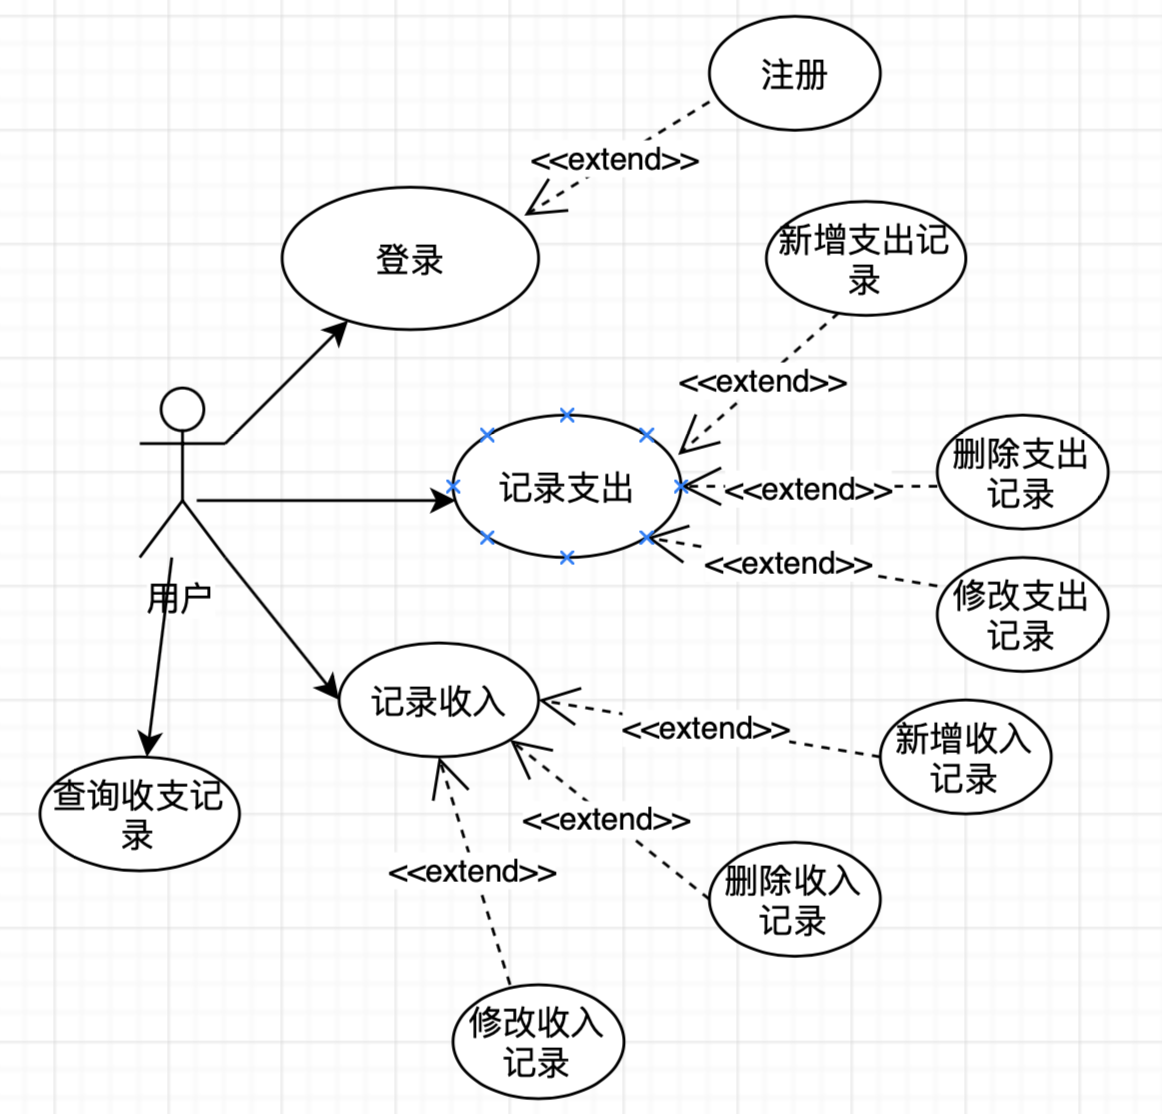 注册
<<extend>>
登录
新增支出记
录
<<extend>>
记录支出
<<extend>>
删除支出
记录
<<extend>>
修改支出
记录
用户
记录收入
<<extend>>
新增收入
记录
查询收支记
录
<<extend>>
删除收入
记录
<<extend>>
修改收入
记录